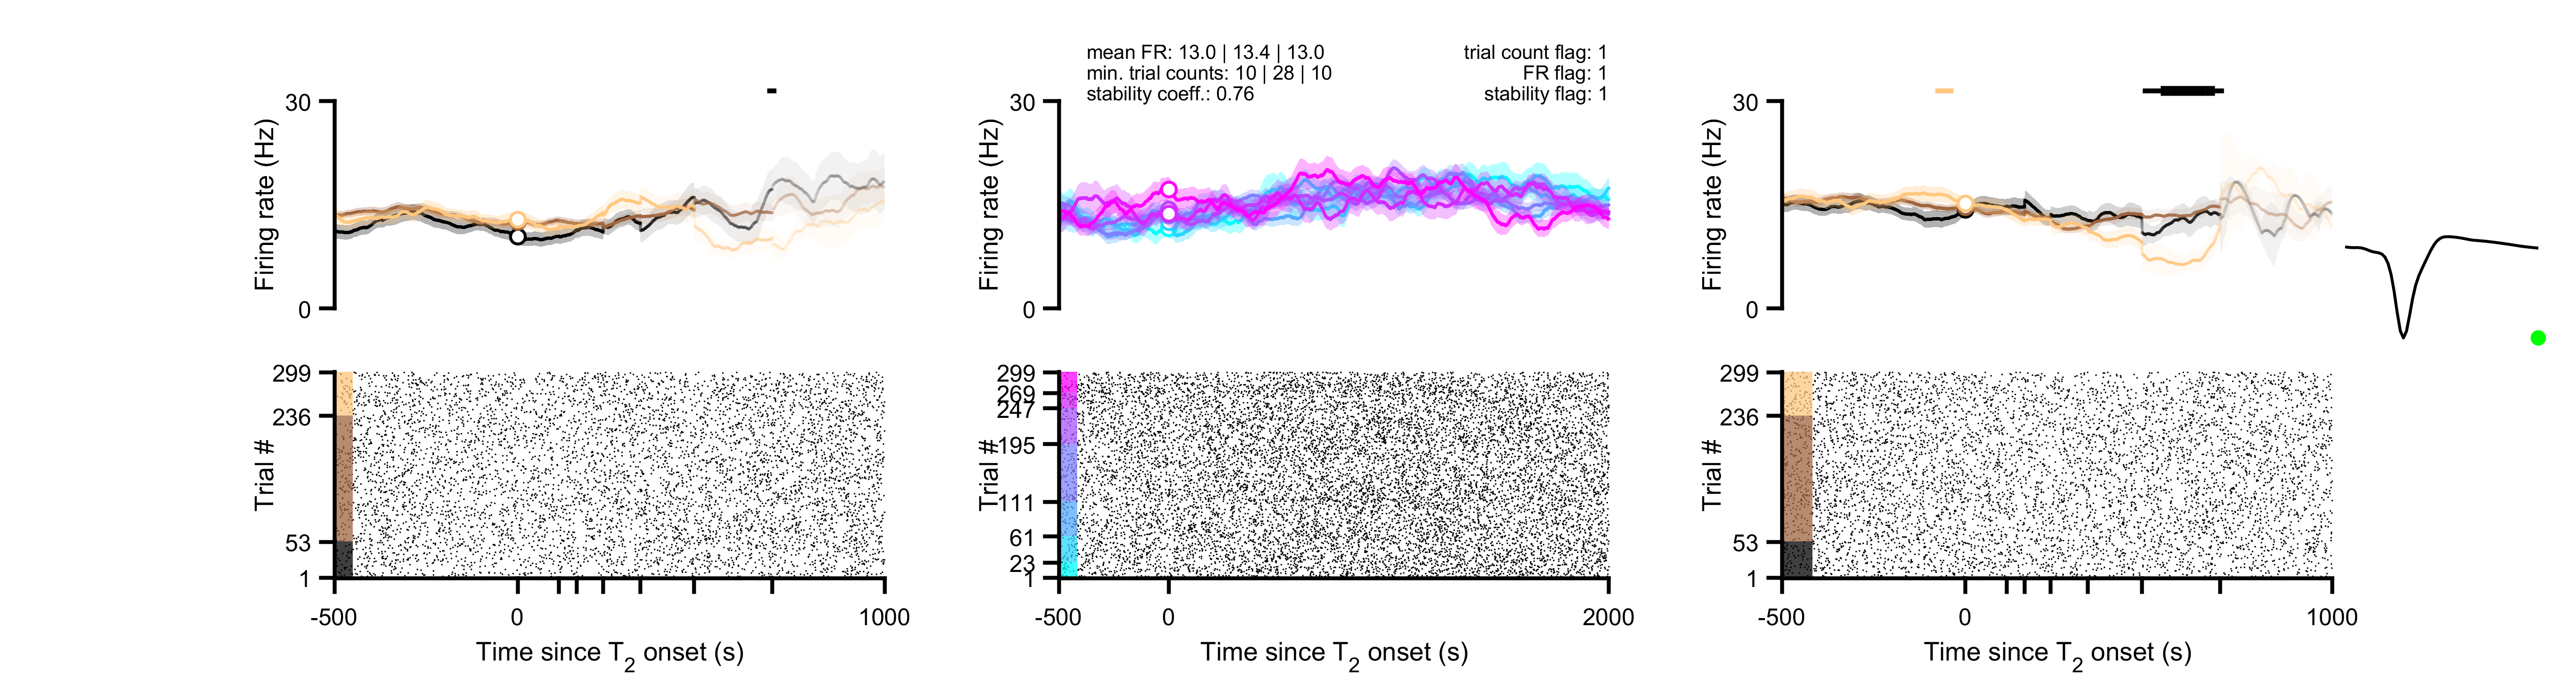 mean FR: 13.0 | 13.4 | 13.0
min. trial counts: 10 | 28 | 10
stability coeff.: 0.76
trial count flag: 1
FR flag: 1
stability flag: 1
30
0
Firing rate (Hz)
299
236
53
1
Trial #
-500
0
1000
Time since T2 onset (s)
30
0
Firing rate (Hz)
299
269
247
195
111
61
23
1
Trial #
-500
0
2000
Time since T2 onset (s)
30
0
Firing rate (Hz)
299
236
53
1
Trial #
-500
0
1000
Time since T2 onset (s)